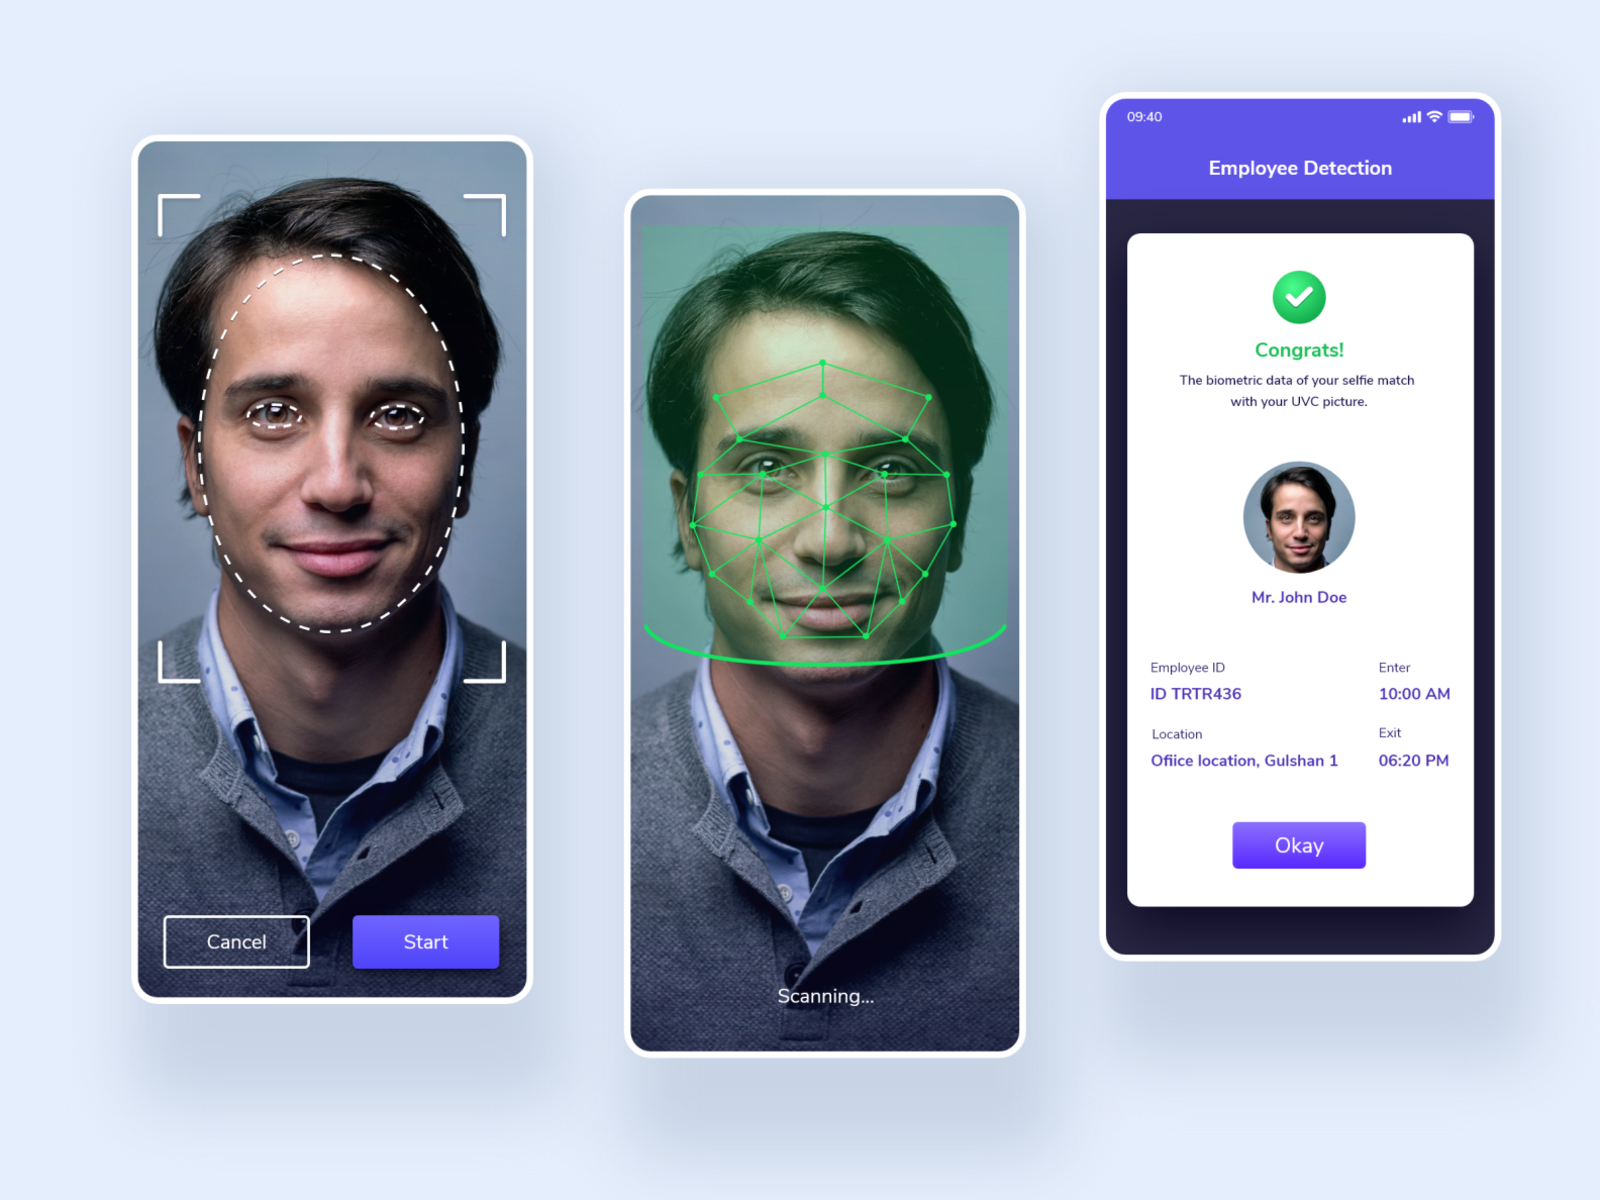 Cancel
Start
Scanning...
09:40
Employee Detection
Congrats!
The biometric data of your selfie match
with your UVC picture.
Mr. John Doe
Employee ID
Enter
ID TRTR436
10:00 AM
Location
Exit
Ofiice location, Gulshan 1
06:20 PM
Okay